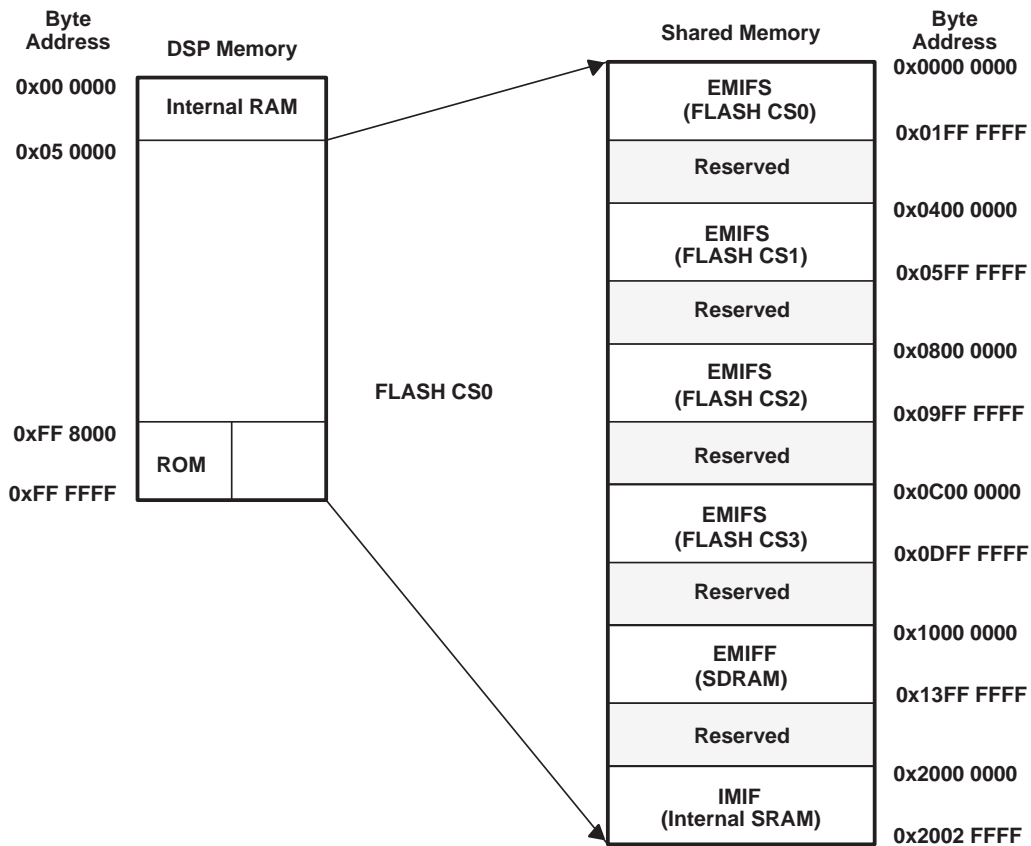 Byte
Address
DSP Memory
0x00 0000
Internal RAM
0x05 0000
0xFF 8000
ROM
0xFF FFFF
FLASH CS0
Shared Memory
Byte
Address
0x0000 0000
EMIFS
(FLASH CS0)
0x01FF FFFF
Reserved
0x0400 0000
EMIFS
(FLASH CS1)
0x05FF FFFF
Reserved
0x0800 0000
EMIFS
(FLASH CS2)
0x09FF FFFF
Reserved
0x0C00 0000
EMIFS
(FLASH CS3)
0x0DFF FFFF
Reserved
0x1000 0000
EMIFF
(SDRAM)
0x13FF FFFF
Reserved
0x2000 0000
IMIF
(Internal SRAM)
0x2002 FFFF